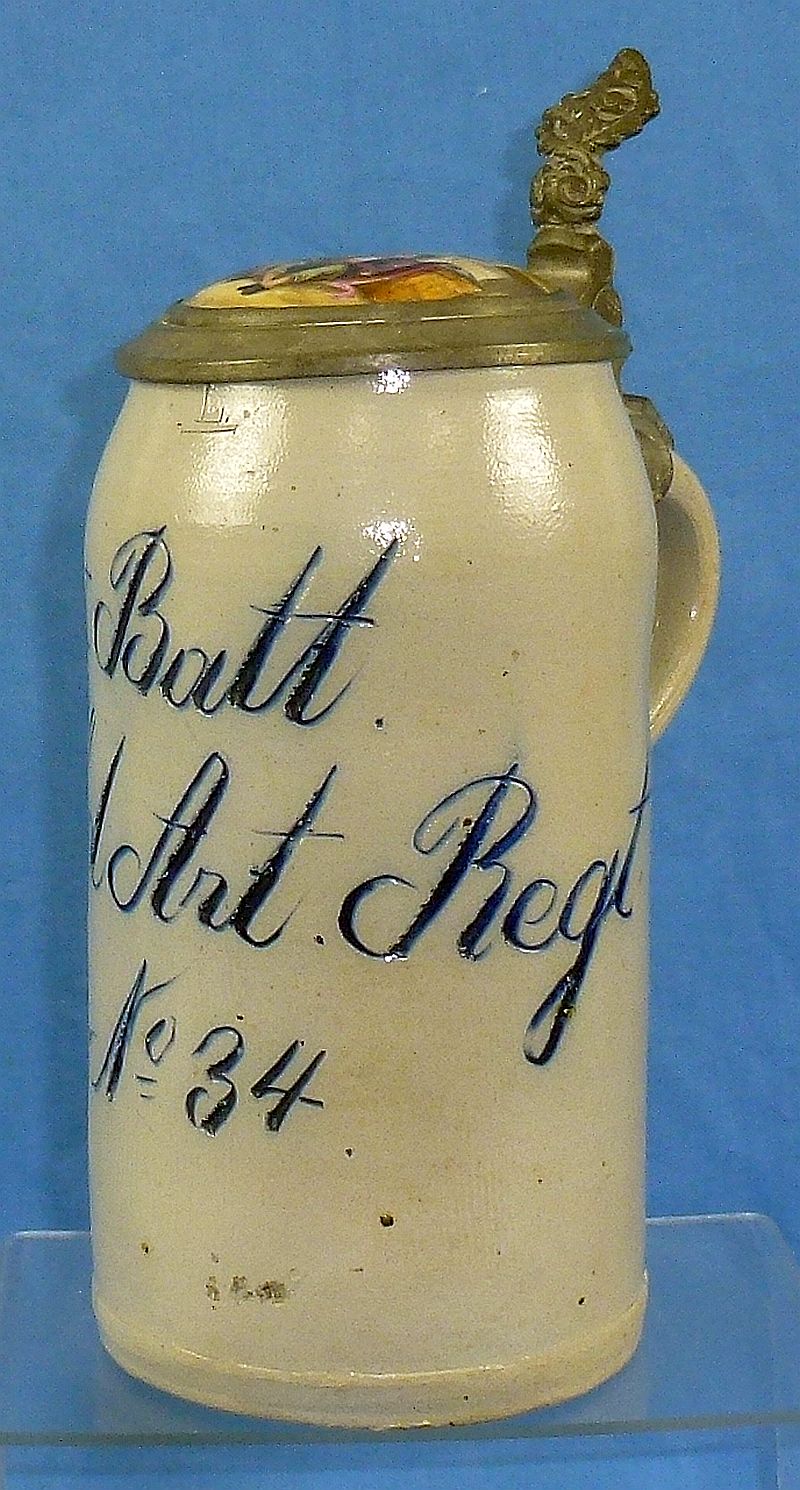 L.
Batt.
Art. Regt.
No 34